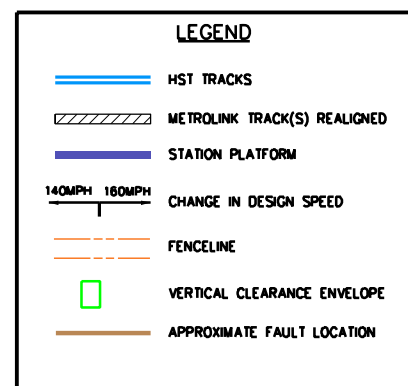 LEGEND
HST TRACKS
METROLINK TRACK(S) REALIGNED
STATION PLATFORM
140MPH 160MPH CHANGE IN DESIGN SPEED
FENCELINE
VERTICAL CLEARANCE ENVELOPE
APPROXIMATE FAULT LOCATION